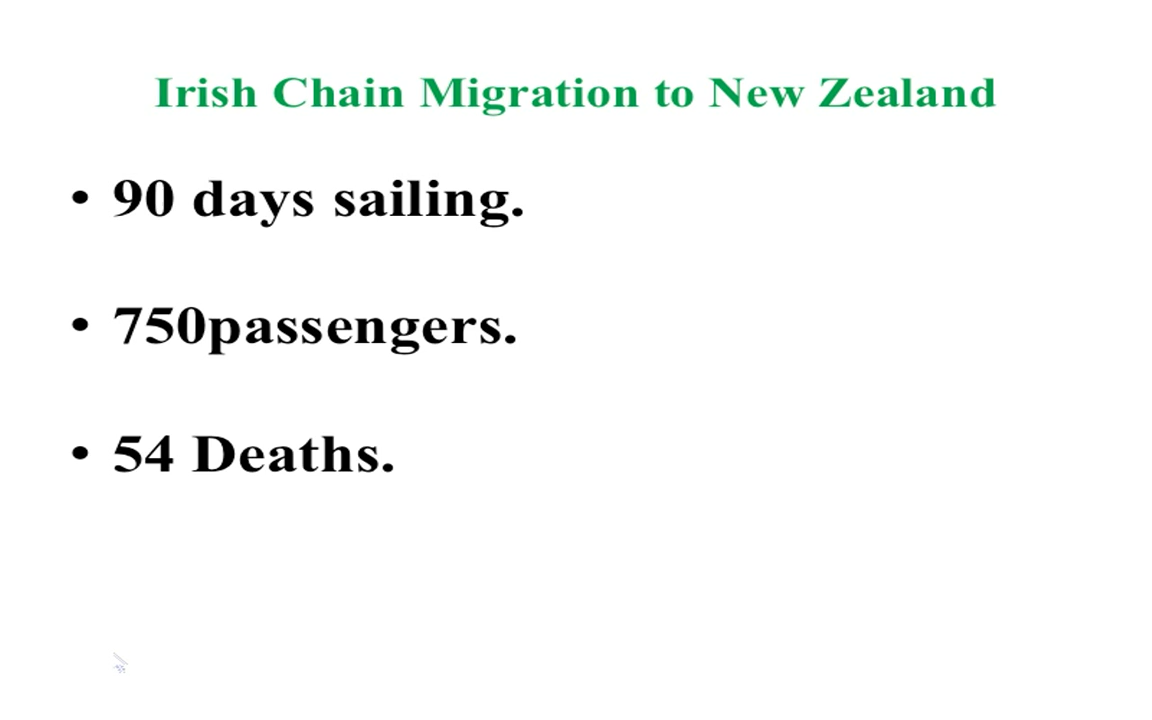 Irish Chain Migration to New Zealand
• 90 days sailing.
• 750passengers.
• 54 Deaths.